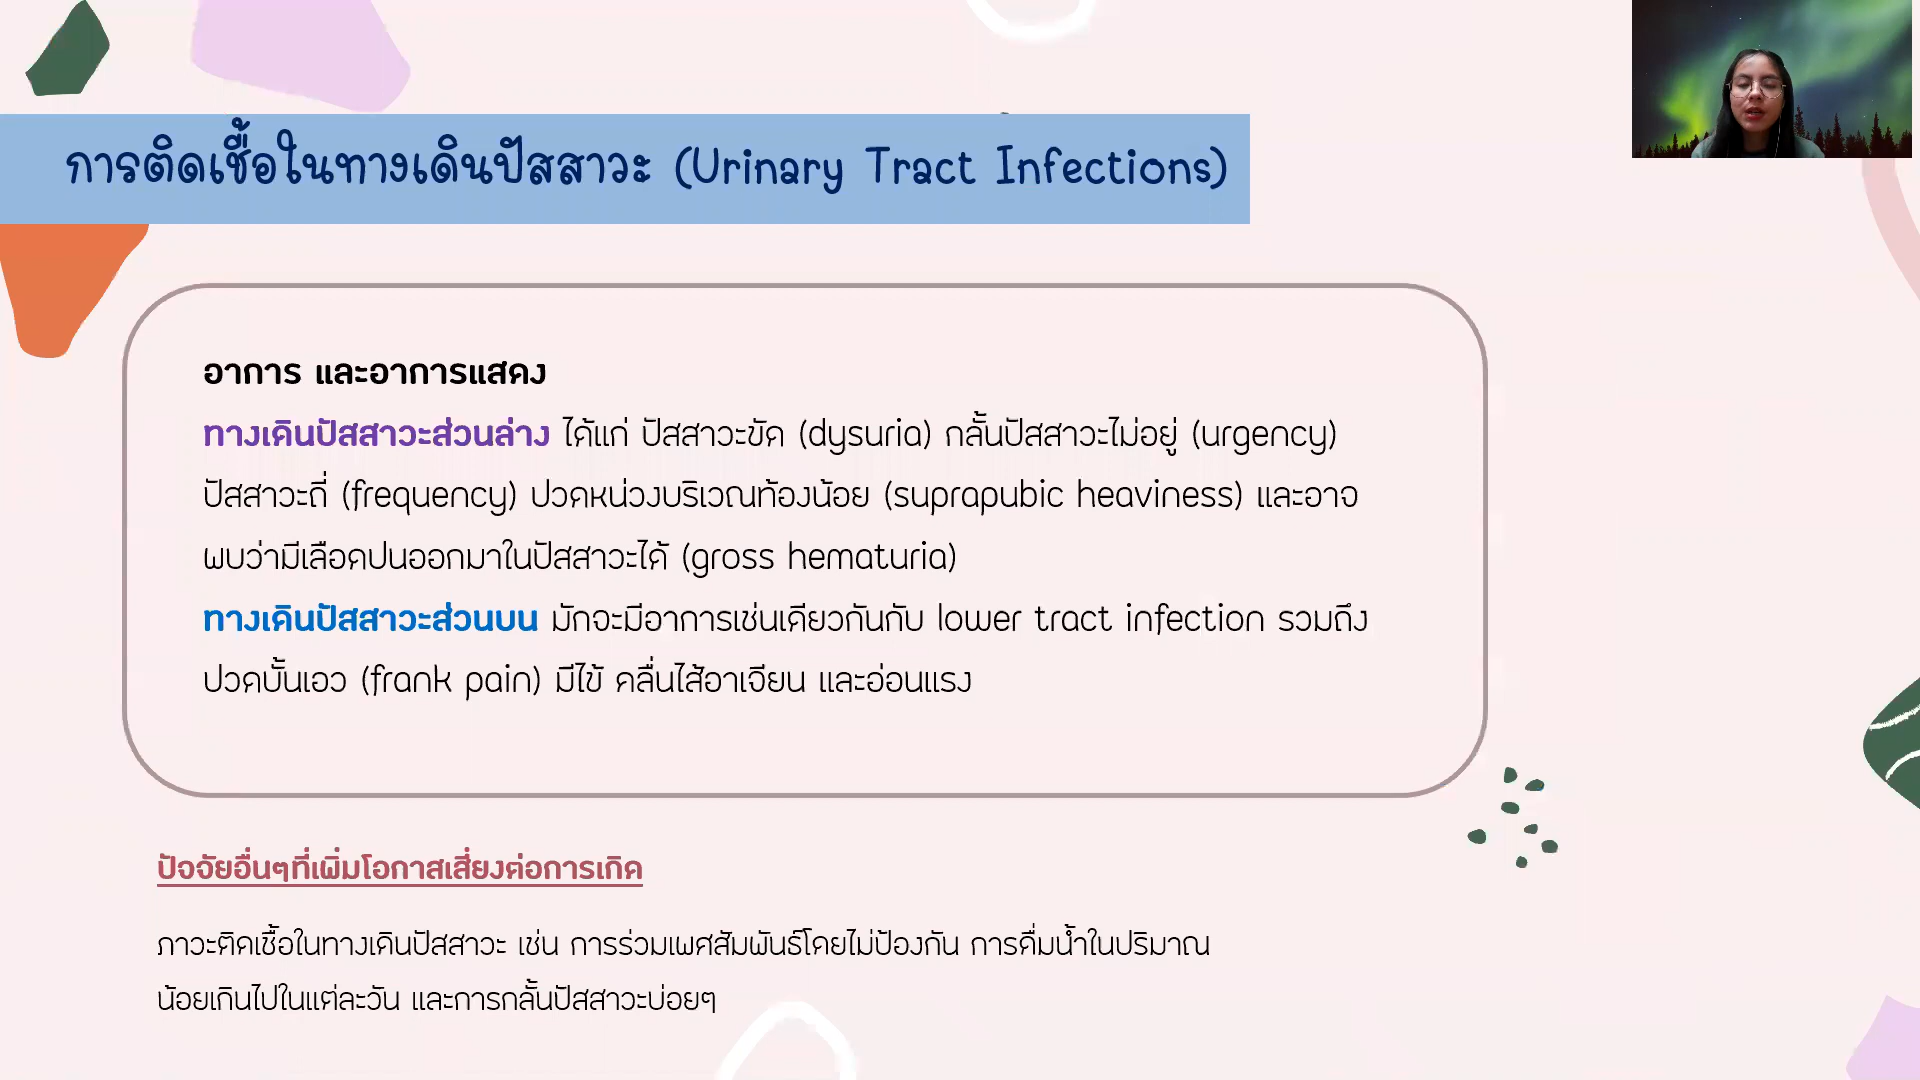 การติดเชื้อในทางเดินปัสสาวะ (Urinary Tract Infections)
อาการ และอาการแสดง
ทางเดินปัสสาวะส่วนล่าง ได้แก่ ปัสสาวะขัด (dysuria) กลั้นปัสสาวะไม่อยู่ (urgency)
ปัสสาวะถี่ (frequency) ปวดหน่วงบริเวณท้องน้อย (suprapubic heaviness) และอาจ
พบว่ามีเลือดปนออกมาในปัสสาวะได้ (gross hematuria)
ทางเดินปัสสาวะส่วนบน มักจะมีอาการเช่นเดียวกันกับ lower tract infection รวมถึง
ปวดบั้นเอว (frank pain) มีไข้ คลื่นไส้อาเจียน และอ่อนแรง
ปัจจัยอื่นๆที่เพิ่มโอกาสเสี่ยงต่อการเกิด
ภาวะติดเชื้อในทางเดินปัสสาวะ เช่น การร่วมเพศสัมพันธ์โดยไม่ป้องกัน การดื่มน้ำในปริมาณ
น้อยเกินไปในแต่ละวัน และการกลั้นปัสสาวะบ่อยๆ